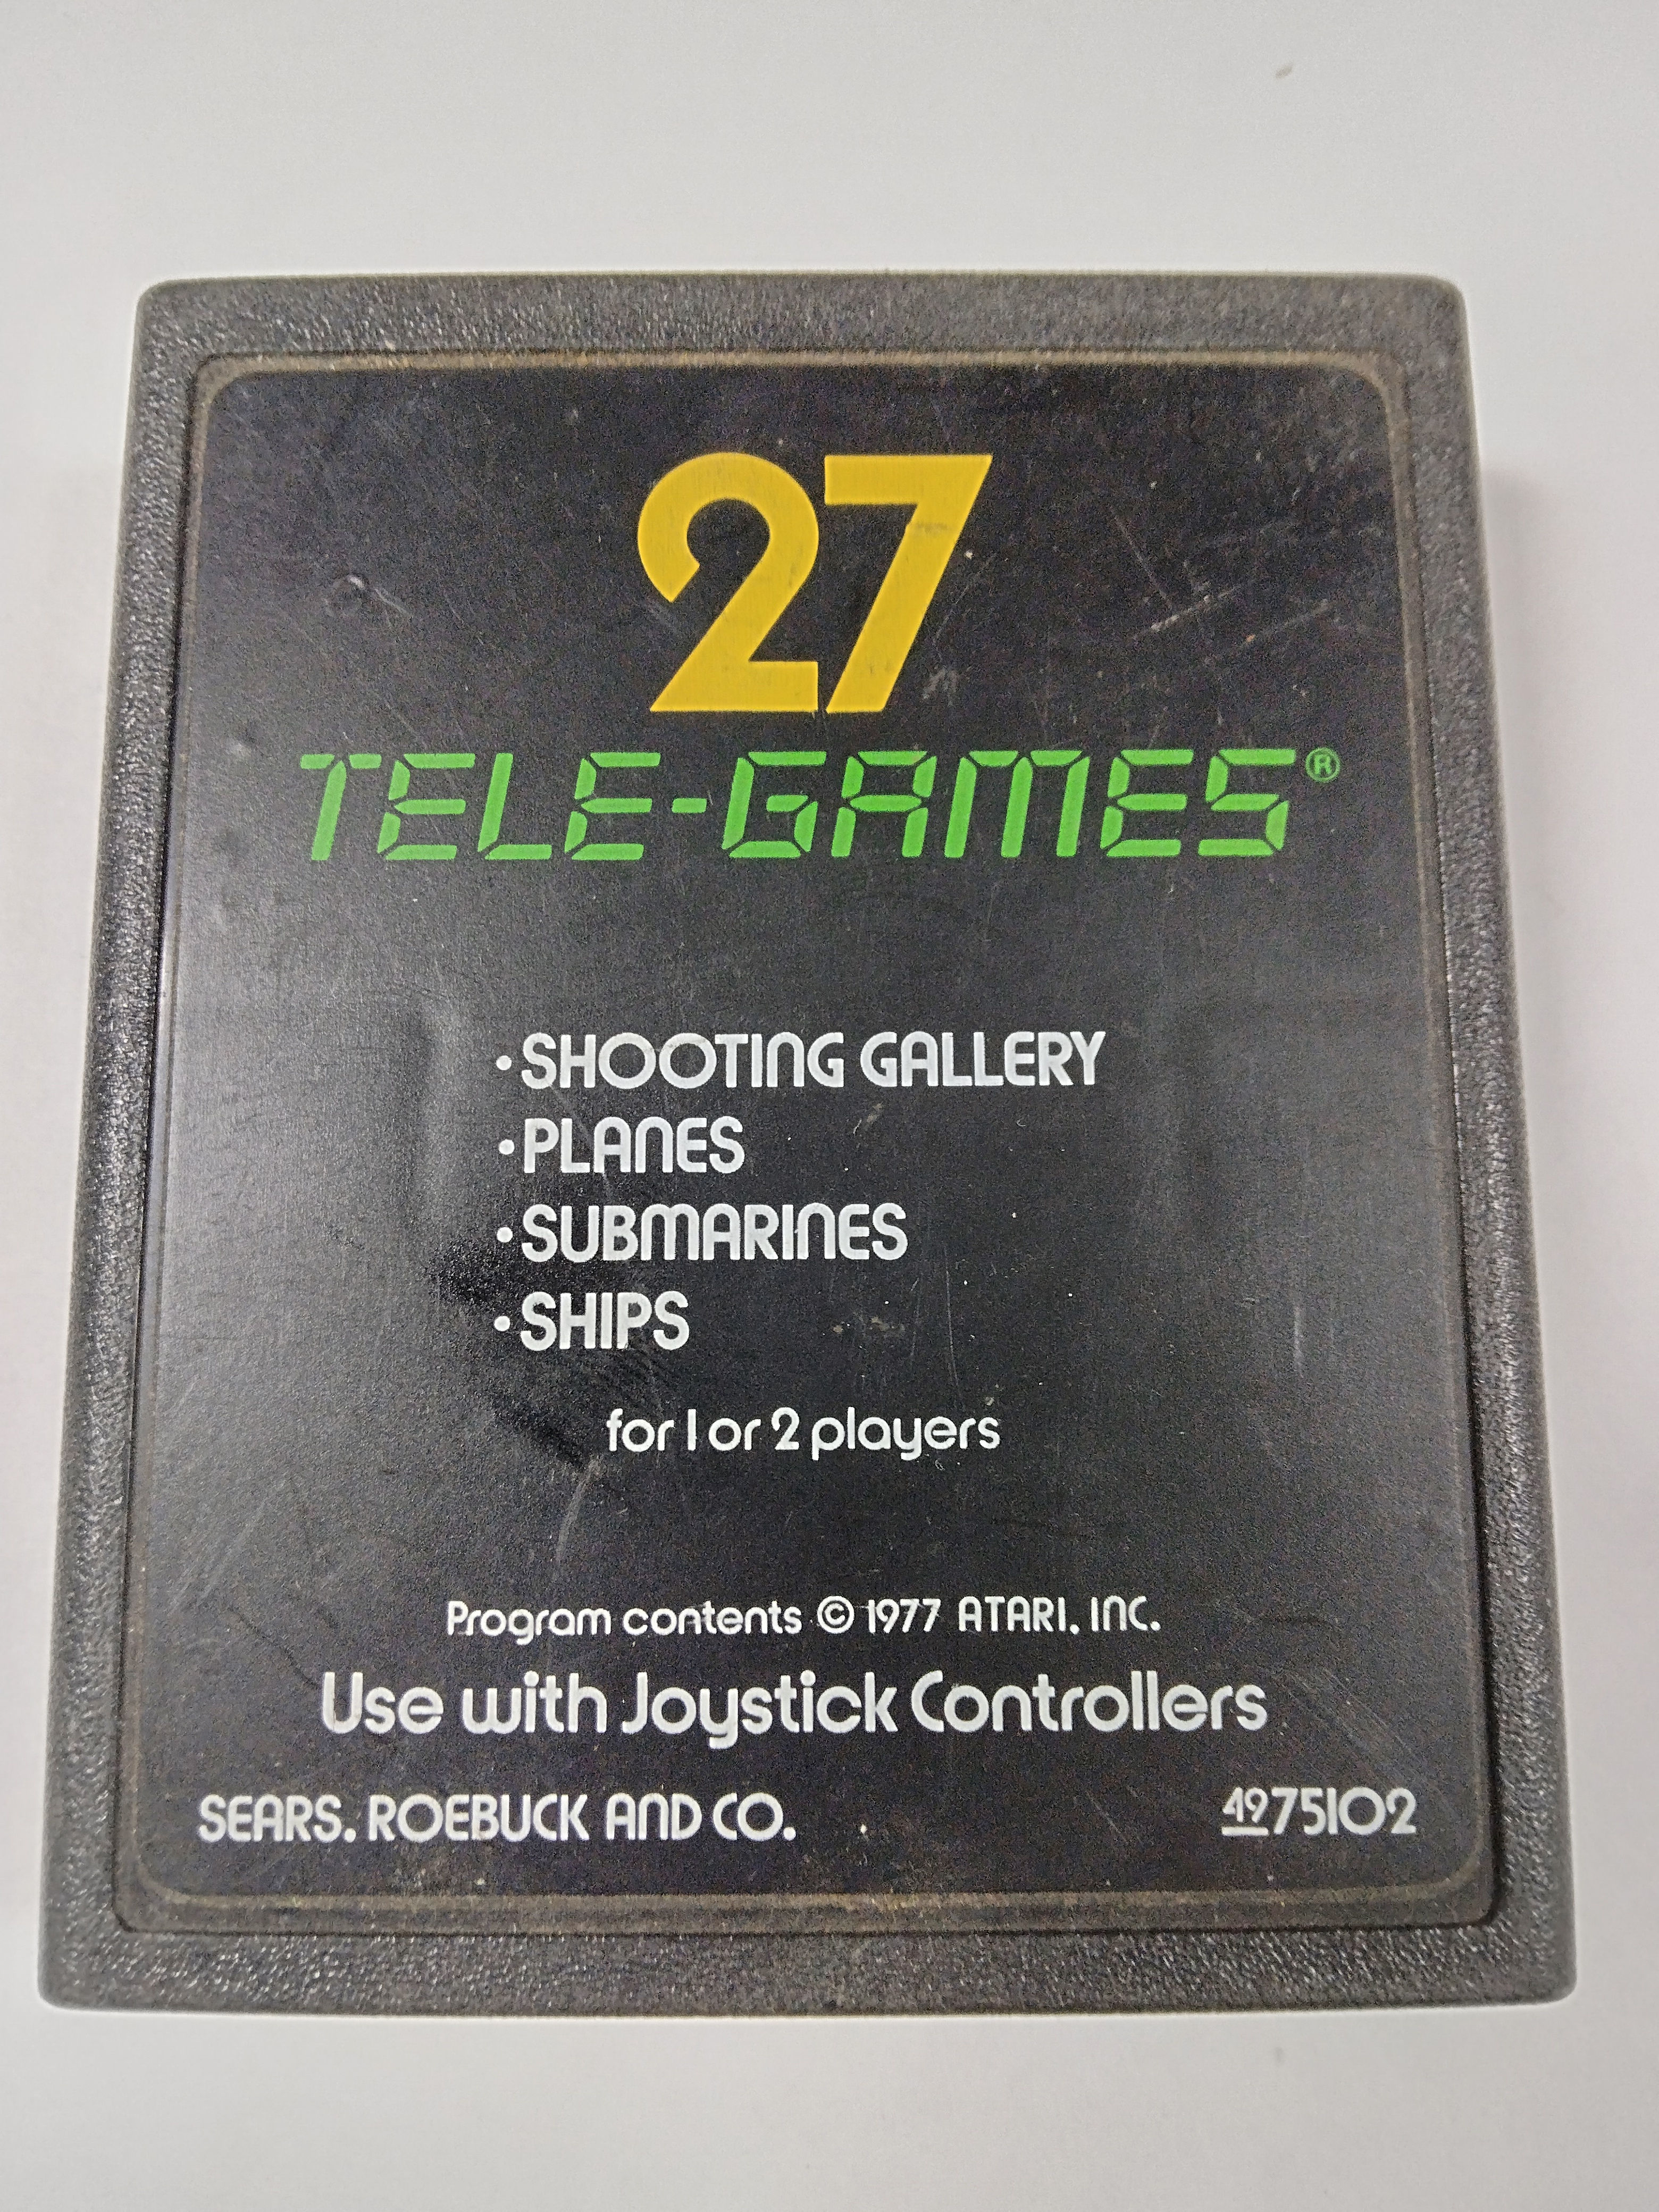 27
TELE-GAMES®
•SHOOTING GALLERY
•PLANES
•SUBMARINES
•SHIPS
for 1 or 2 players
Program contents © 1977 ATARI, INC.
Use with Joystick Controllers
SEARS, ROEBUCK AND CO. 4975102